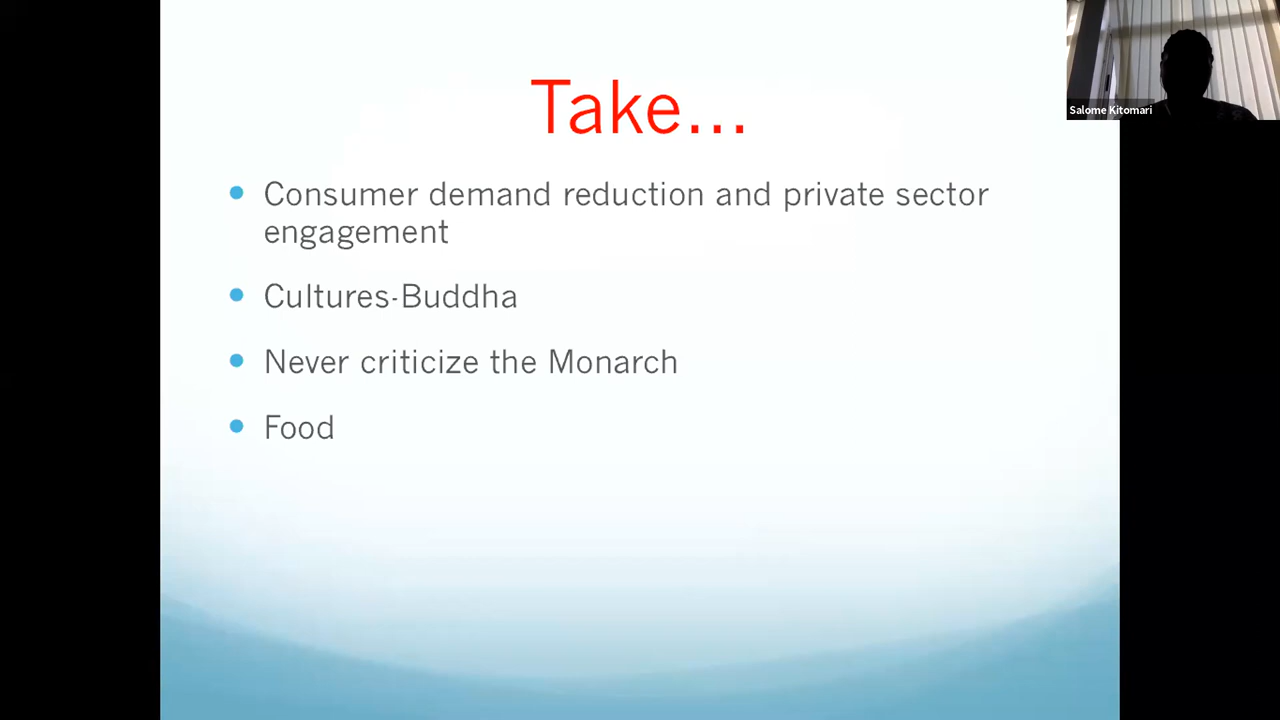 Take...
Consumer demand reduction and private sector
engagement
Cultures-Buddha
Never criticize the Monarch
Food
Salome Kitomari